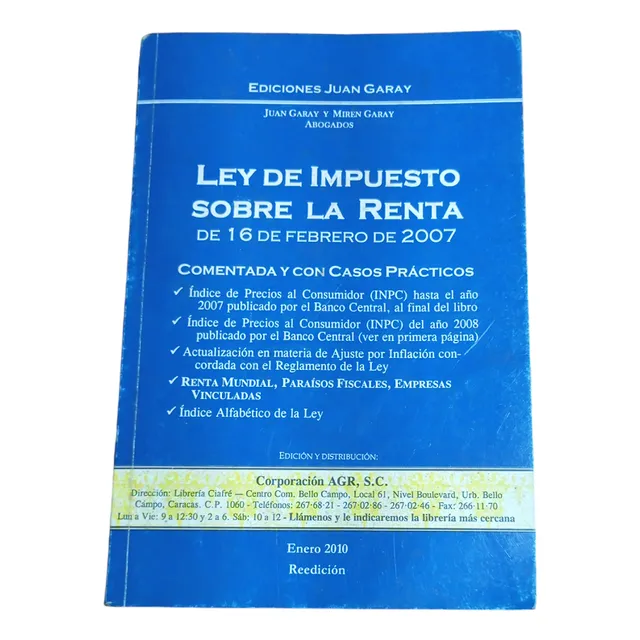 EDICIONES JUAN GARAY
JUAN GARAY Y MIREN GARAY
ABOGADOS
LEY DE IMPUESTO
SOBRE LA RENTA
DE 16 DE FEBRERO DE 2007
COMENTADA Y CON CASOS PRÁCTICOS
✓ Índice de Precios al Consumidor (INPC) hasta el año
2007 publicado por el Banco Central, al final del libro
✓ Índice de Precios al Consumidor (INPC) del año 2008
publicado por el Banco Central (ver en primera página)
✓ Actualización en materia de Ajuste por Inflación con-
cordada con el Reglamento de la Ley
✓ RENTA MUNDIAL, PARAÍSOS FISCALES, EMPRESAS
VINCULADAS
✓ Índice Alfabético de la Ley
EDICIÓN Y DISTRIBUCIÓN:
Corporación AGR, S.C.
Dirección: Librería Ciafré — Centro Com. Bello Campo, Local 61, Nivel Boulevard, Urb. Bello
Campo, Caracas. C.P. 1060 - Teléfonos: 267-68-21 - 267-02-86 - 267-02-46 - Fax: 266-11-70
Lun a Vie: 9 a 12:30 y 2 a 6. Sáb: 10 a 12 - Llámenos y le indicaremos la librería más cercana
Enero 2010
Reedición